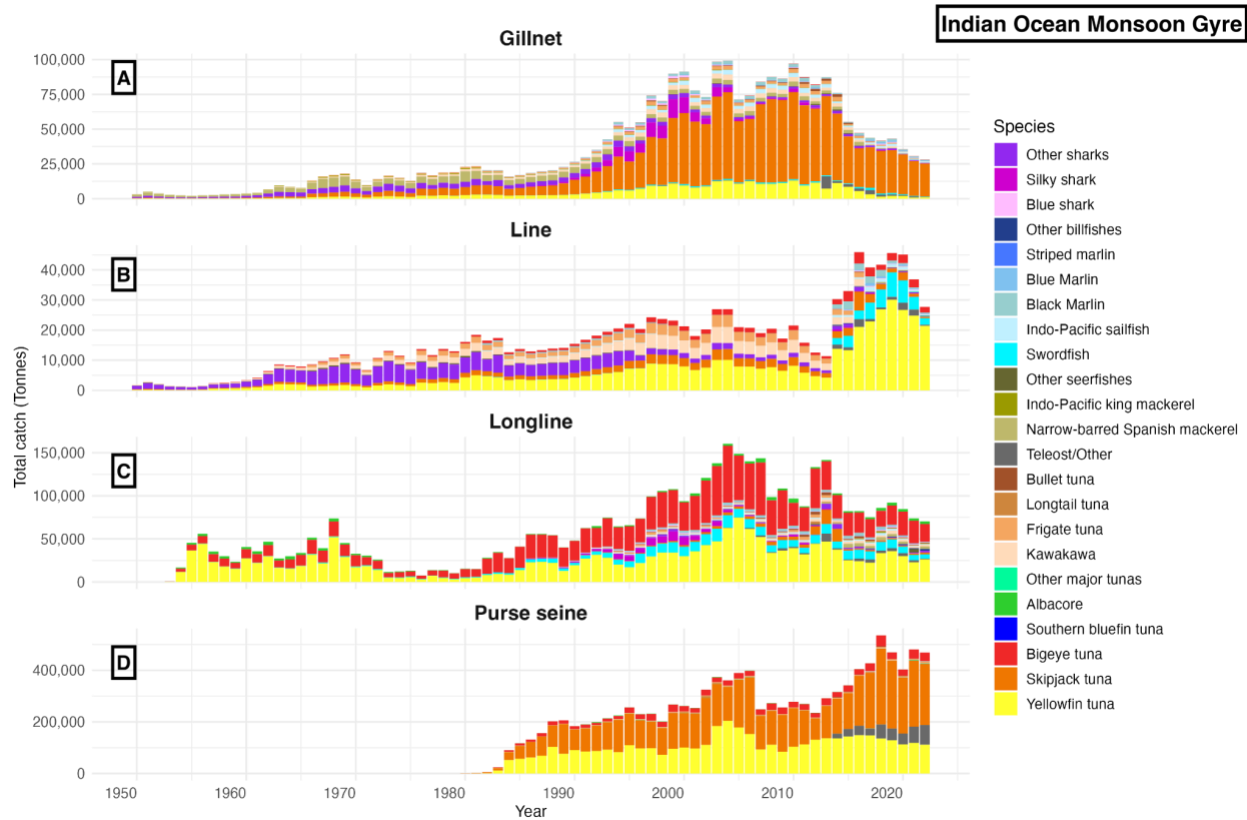 Indian Ocean Monsoon Gyre
Gillnet
A
100,000
75,000
50,000
25,000
0
Line
B
40,000
30,000
20,000
10,000
0
Longline
C
150,000
100,000
50,000
0
Purse seine
D
400,000
200,000
0
Total catch (Tonnes)
1950 1960 1970 1980 1990 2000 2010 2020
Year
Species
Other sharks
Silky shark
Blue shark
Other billfishes
Striped marlin
Blue Marlin
Black Marlin
Indo-Pacific sailfish
Swordfish
Other seerfishes
Indo-Pacific king mackerel
Narrow-barred Spanish mackerel
Teleost/Other
Bullet tuna
Longtail tuna
Frigate tuna
Kawakawa
Other major tunas
Albacore
Southern bluefin tuna
Bigeye tuna
Skipjack tuna
Yellowfin tuna